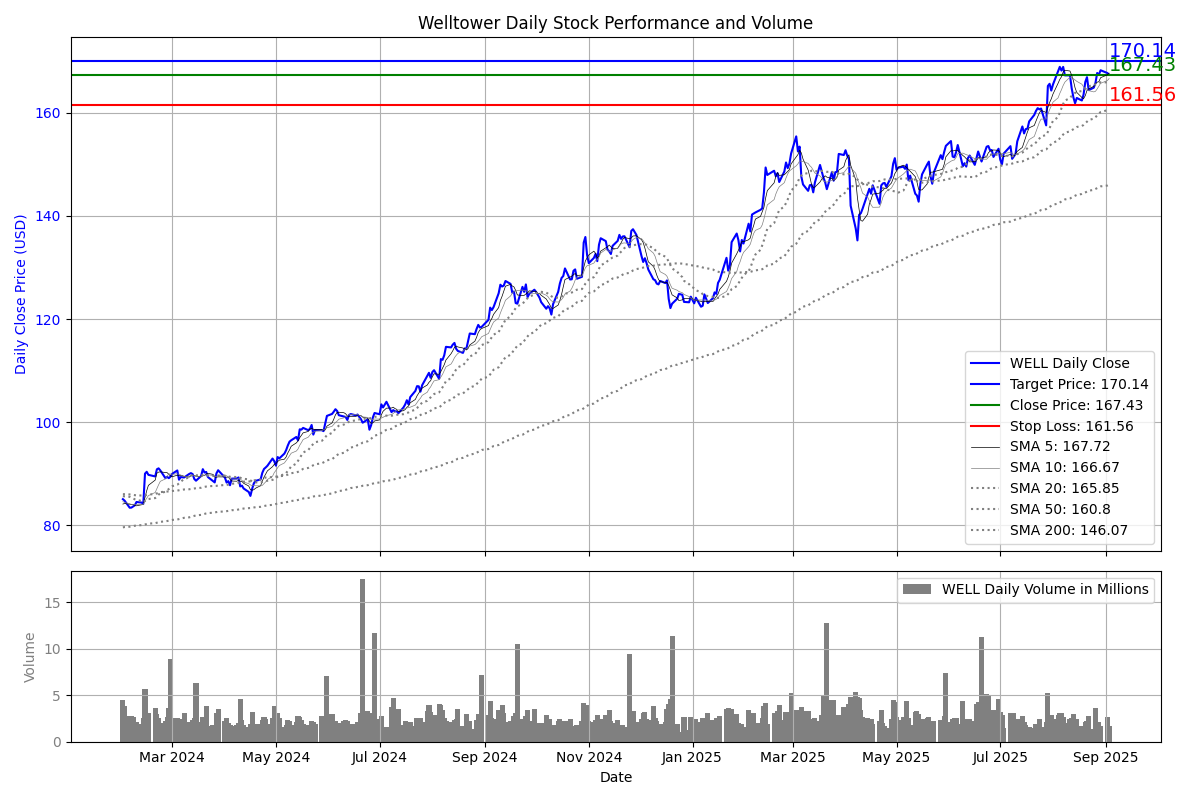 Welltower Daily Stock Performance and Volume
170.14
167.43
161.56
160
140
120
100
80
Daily Close Price (USD)
WELL Daily Close
Target Price: 170.14
Close Price: 167.43
Stop Loss: 161.56
SMA 5: 167.72
SMA 10: 166.67
SMA 20: 165.85
SMA 50: 160.8
SMA 200: 146.07
WELL Daily Volume in Millions
15
10
5
0
Volume
Mar 2024 May 2024 Jul 2024 Sep 2024 Nov 2024 Jan 2025 Mar 2025 May 2025 Jul 2025 Sep 2025
Date